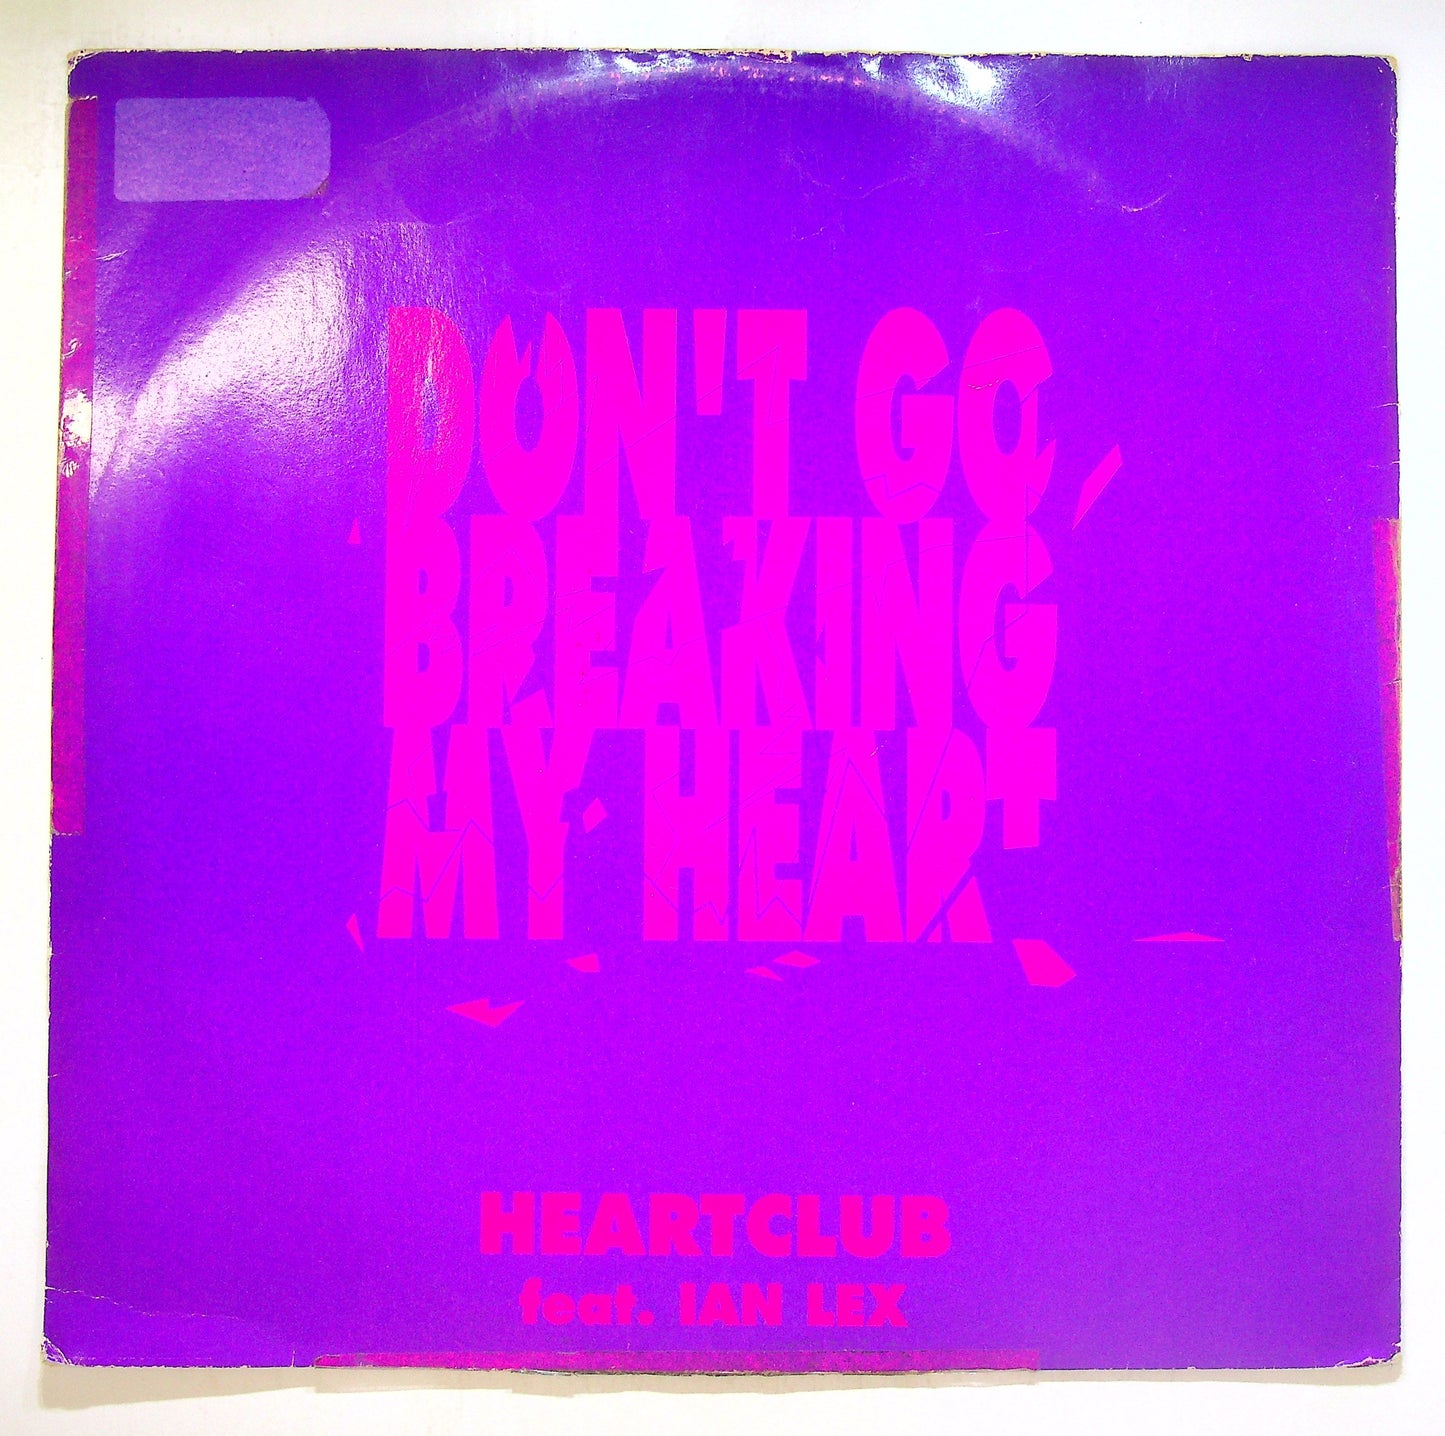 DON'T GO
BREAKING
MY HEART
HEARTCLUB
feat. IAN LEX